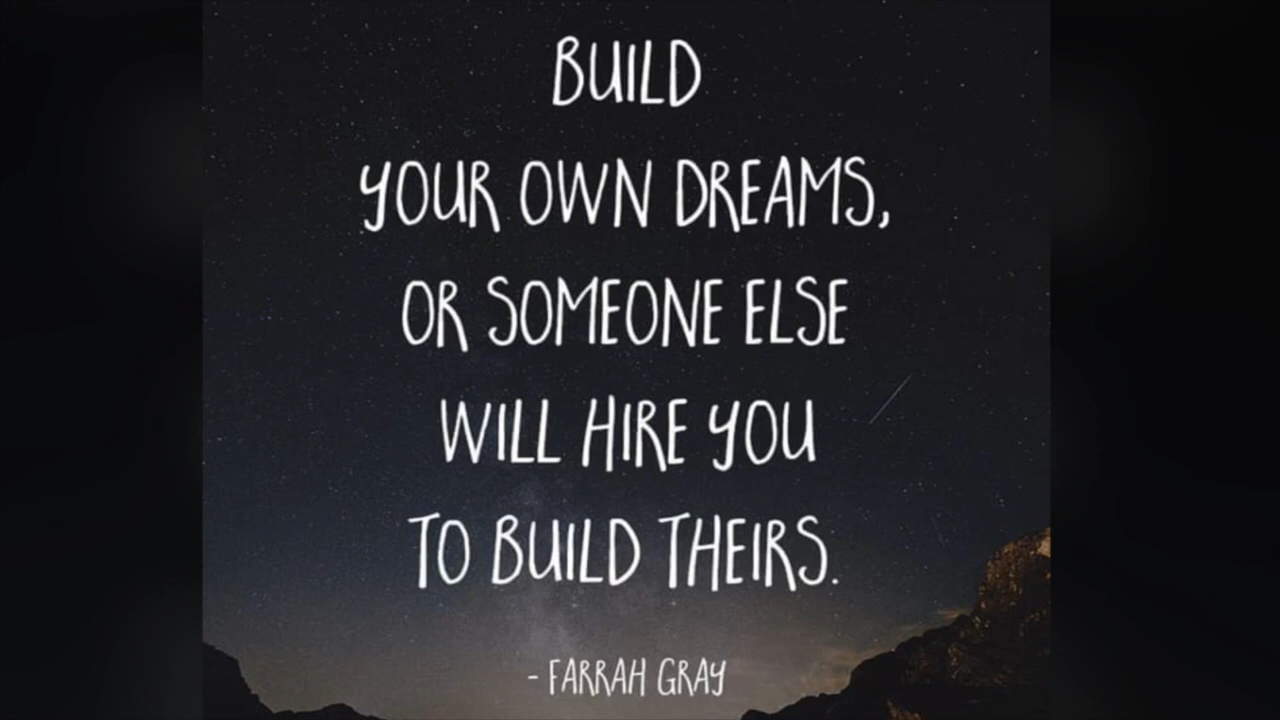 BUILD
YOUR OWN DREAMS,
OR SOMEONE ELSE
WILL HIRE YOU
TO BUILD THEIRS.
- FARRAH GRAY